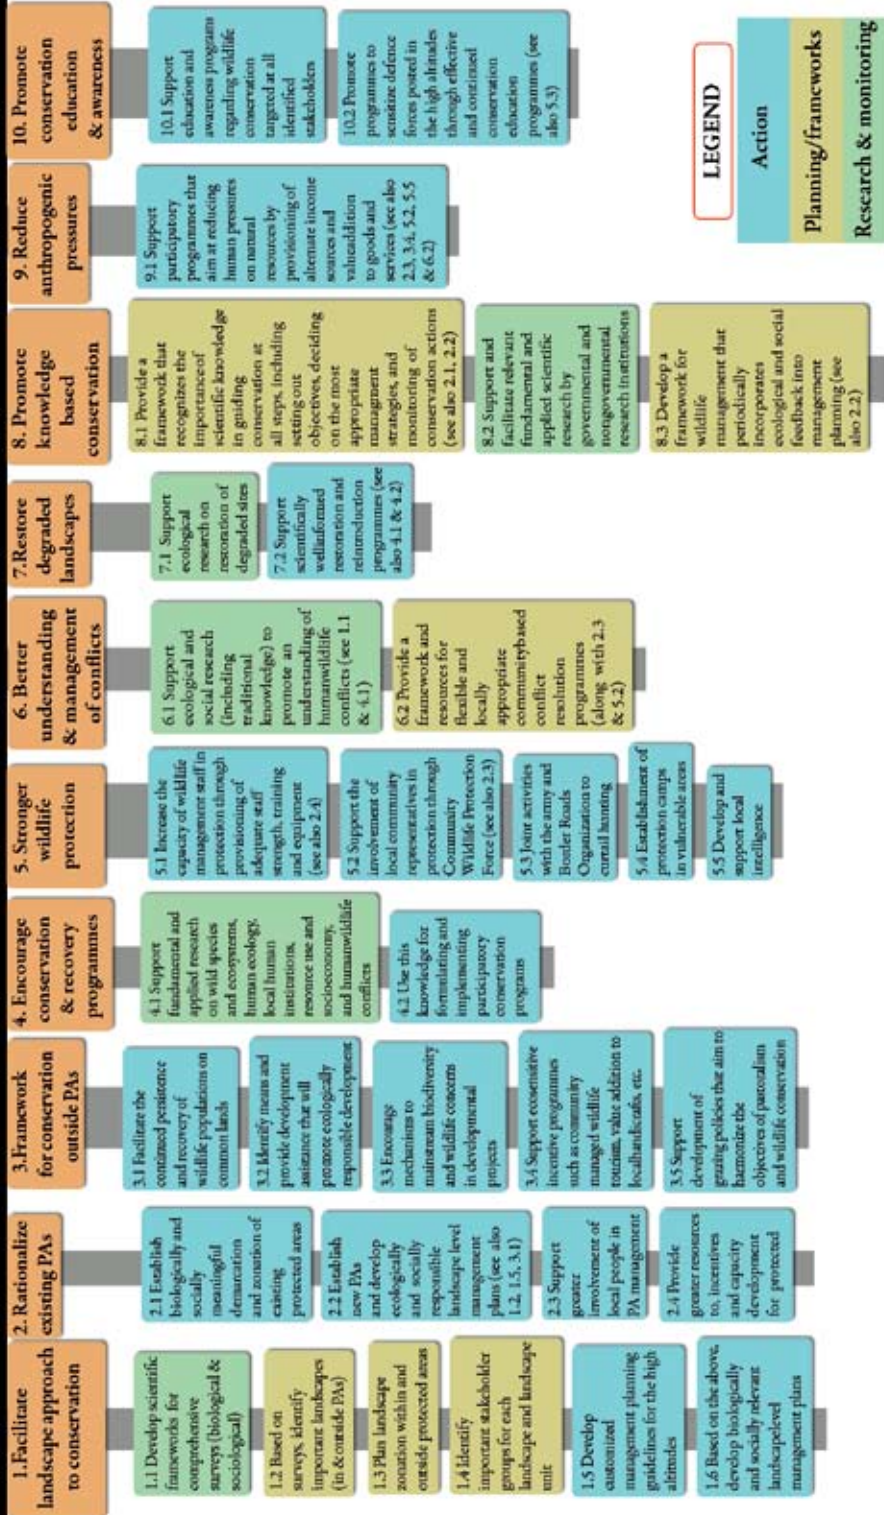 1.Facilitate
landscape approach
to conservation
1.1 Develop scientific
frameworks for
comprehensive
surveys (biological &
sociological)
1.2 Based on
surveys, identify
important landscapes
(in & outside PAs)
1.3 Plan landscape
zonation within and
outside protected areas
1.4 Identify
important stakeholder
groups for each
landscape and landscape
unit
1.5 Develop
customized
management planning
guidelines for the high
altitudes
1.6 Based on the above,
develop biologically
and socially relevant
landscapelevel
management plans
2. Rationalize
existing PAs
2.1 Establish
biologically and
socially
meaningful
demarcation
and zonation of
existing
protected areas
2.2 Establish
new PAs
and develop
ecologically
and socially
responsible
landscape level
management
plans (see also
1.2, 1.5, 3.1)
2.3 Support
greater
involvement of
local people in
PA management
2.4 Provide
greater resources
to, incentives
and capacity
development
for protected
3.Framework
for conservation
outside PAs
3.1 Facilitate the
continued persistence
and recovery of
wildlife populations on
common lands
3.2 Identify means and
provide development
assistance that will
promote ecologically
responsible development
3.3 Encourage
mechanisms to
mainstream biodiversity
and wildlife concerns
in developmental
projects
3.4 Support ecosensitive
incentive programmes
such as community
managed wildlife
tourism, value addition to
localhandicrafts, etc.
3.5 Support
development of
grazing policies that aim to
harmonize the
objectives of pastoralism
and wildlife conservation
4. Encourage
conservation
& recovery
programmes
4.1 Support
fundamental and
applied research
on wild species
and ecosystems,
human ecology,
local human
institutions,
resource use and
socioeconomy,
and humanwildlife
conflicts
4.2 Use this
knowledge for
formulating and
implementing
participatory
conservation
programs
5. Stronger
wildlife
protection
5.1 Increase the
capacity of wildlife
management staff in
protection through
provisioning of
adequate staff
strength, training
and equipment
(see also 2.4)
5.2 Support the
involvement of
local community
representatives in
protection through
Community
Wildlife Protection
Force (see also 2.3)
5.3 Joint activities
with the army and
Border Roads
Organization to
curtail hunting
5.4 Establishment of
protection camps
in vulnerable areas
5.5 Develop and
support local
intelligence
6. Better
understanding
& management
of conflicts
6.1 Support
ecological and
social research
(including
traditional
knowledge) to
promote an
understanding of
humanwildlife
conflicts (see 1.1
& 4.1)
6.2 Provide a
framework and
resources for
flexible and
locally
appropriate
communitybased
conflict
resolution
programmes
(along with 2.3
& 5.2)
7.Restore
degraded
landscapes
7.1 Support
ecological
research on
restoration of
degraded sites
7.2 Support
scientifically
wellinformed
restoration and
reintroduction
programmes (see
also 4.1 & 4.2)
8. Promote
knowledge
based
conservation
8.1 Provide a
framework that
recognizes the
importanceof
scientific knowledge
in guiding
conservation at
all steps, including
setting out
objectives, deciding
on the most
appropriate
managment
strategies, and
monitoring of
conservation actions
(see also 2.1, 2.2)
8.2 Support and
facilitate relevant
fundamental and
applied scientific
research by
governmental and
nongovernmental
research institutions
8.3 Develop a
framework for
wildlife
management that
periodically
incorporates
ecological and social
feedback into
management
planning (see
also 2.2)
9. Reduce
anthropogenic
pressures
9.1 Support
participatory
programmes that
aim at reducing
human pressures
on natural
resources by
provisioning of
alternate income
sources and
valueaddition
to goods and
services (see also
2.3, 3.4, 5.2, 5.5
& 6.2)
10. Promote
conservation
education
& awareness
10.1 Support
education and
awareness programs
regarding wildlife
conservation
targeted at all
identified
stakeholders
10.2 Promote
programmes to
sensitize defence
forces posted in
the high altitudes
through effective
and continued
conservation
education
programmes (see
also 5.3)
LEGEND
Action
Planning/frameworks
Research & monitoring